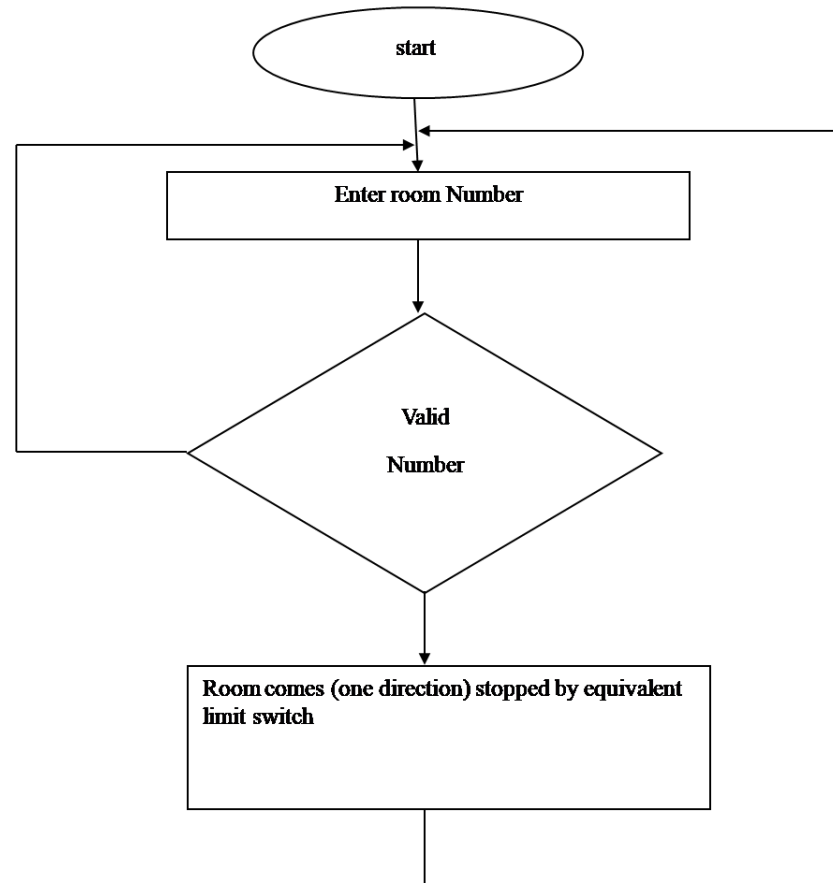 start
Enter room Number
Valid
Number
Room comes (one direction) stopped by equivalent
limit switch